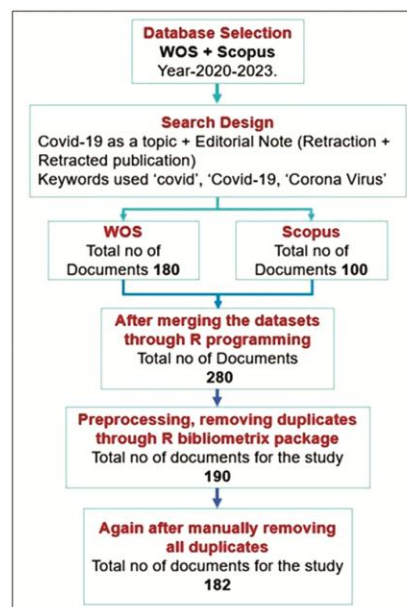 Database Selection
WOS + Scopus
Year-2020-2023.
Search Design
Covid-19 as a topic + Editorial Note (Retraction +
Retracted publication)
Keywords used ‘covid’, ‘Covid-19, ‘Corona Virus’
WOS
Total no of
Documents 180
Scopus
Total no of
Documents 100
After merging the datasets
through R programming
Total no of Documents
280
Preprocessing, removing duplicates
through R bibliometrix package
Total no of documents for the study
190
Again after manually removing
all duplicates
Total no of documents for the study
182